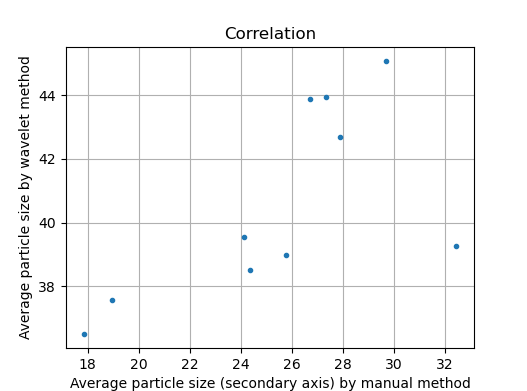 Correlation
Average particle size by wavelet method
44
42
40
38
18 20 22 24 26 28 30 32
Average particle size (secondary axis) by manual method